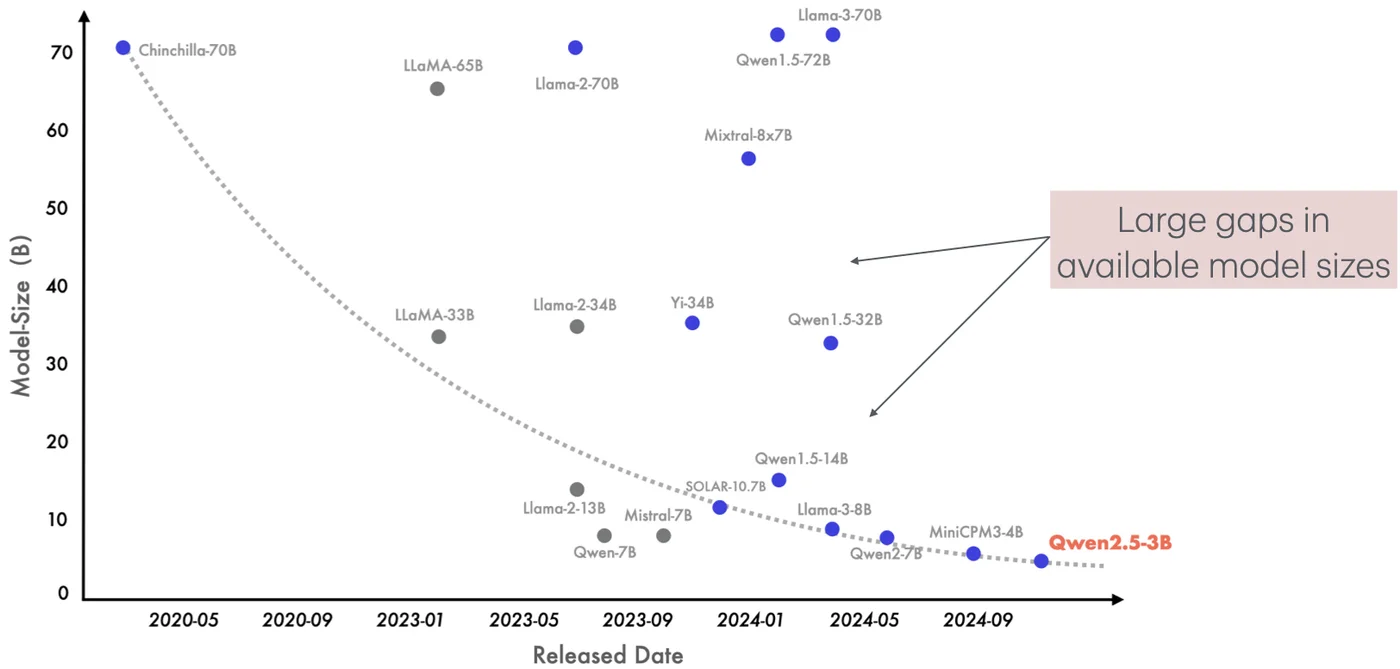 Llama-3-70B
70
Chinchilla-70B
LLaMA-65B
Llama-2-70B
Qwen1.5-72B
60
Mixtral-8x7B
50
Large gaps in
available model sizes
Model-Size (B)
40
LLaMA-33B
Llama-2-34B
Yi-34B
Qwen1.5-32B
30
20
Qwen1.5-14B
SOLAR-10.7B
10
Llama-2-13B
Mistral-7B
Llama-3-8B
Qwen-7B
Qwen2-7B
MiniCPM3-4B
Qwen2.5-3B
0
2020-05 2020-09 2023-01 2023-05 2023-09 2024-01 2024-05 2024-09
Released Date